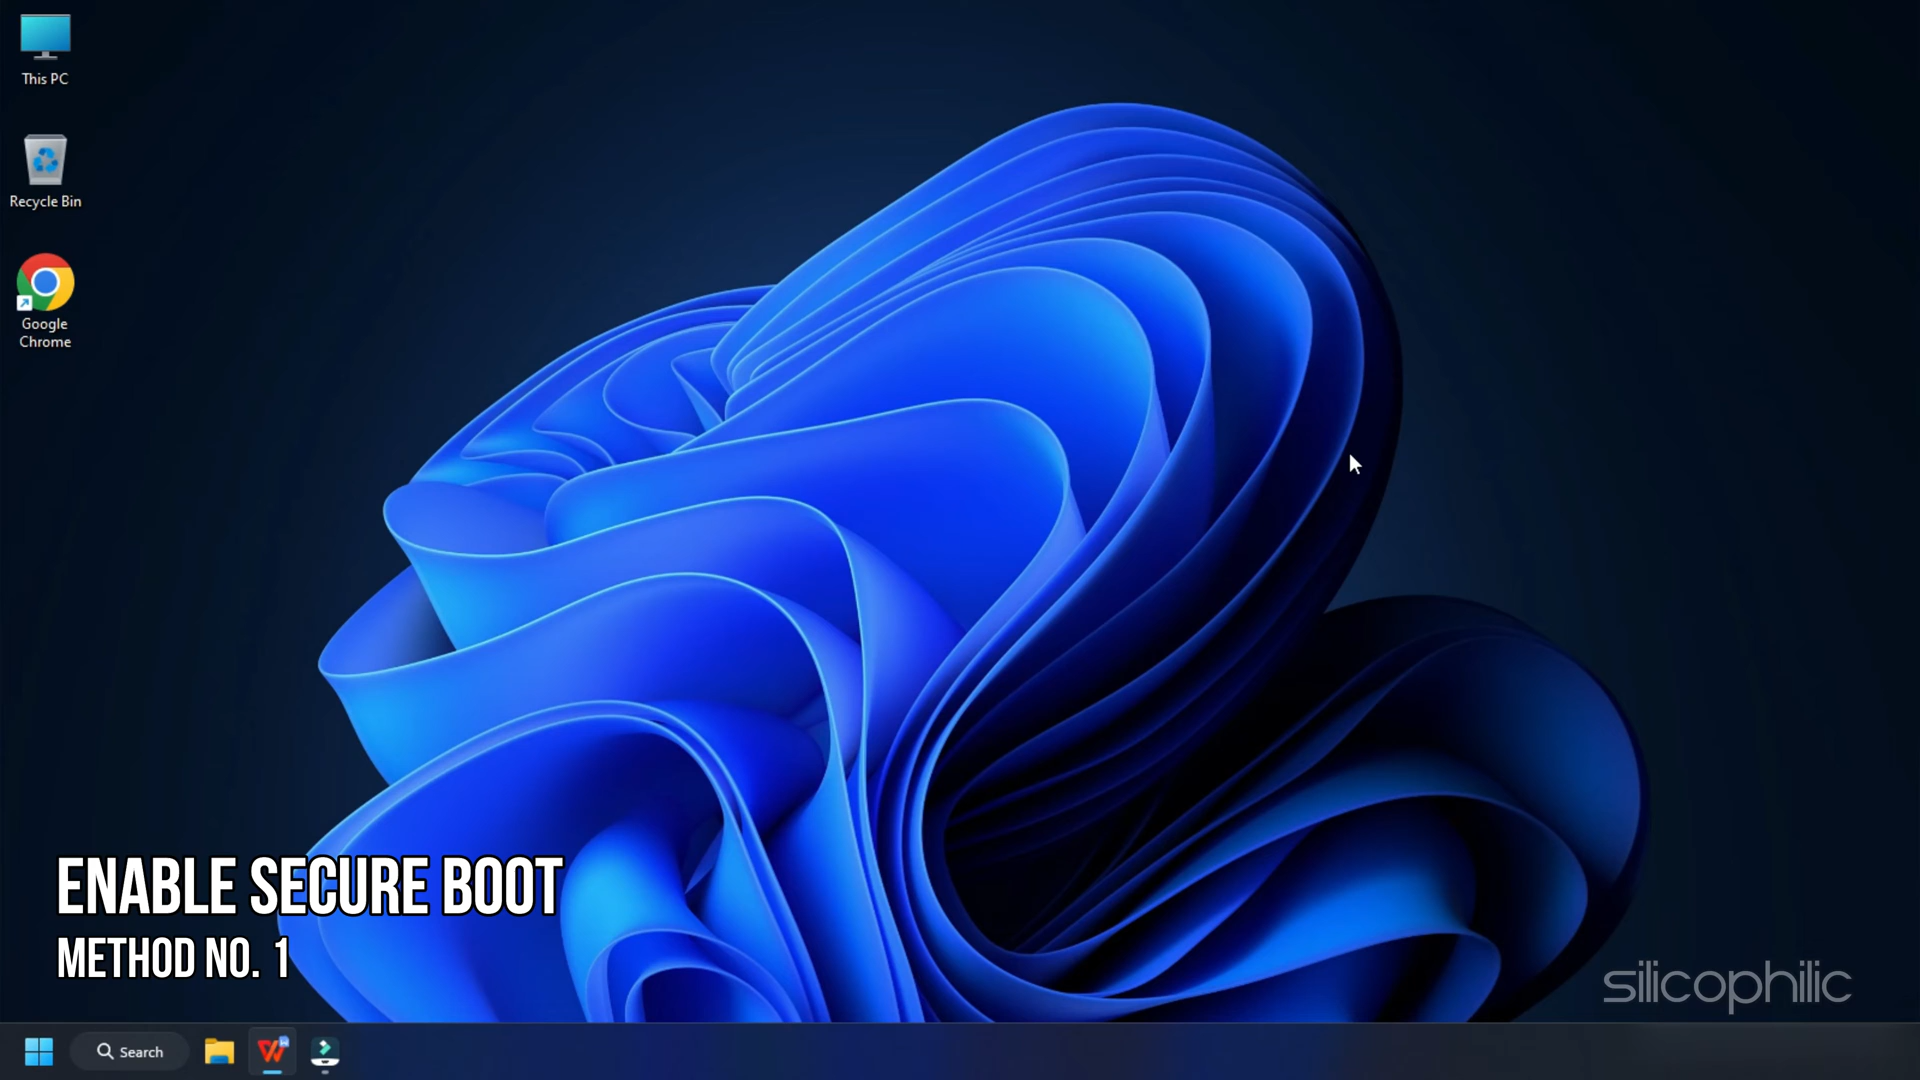 This PC
Recycle Bin
Google
Chrome
ENABLE SECURE BOOT
METHOD NO. 1
silicophilic
Search